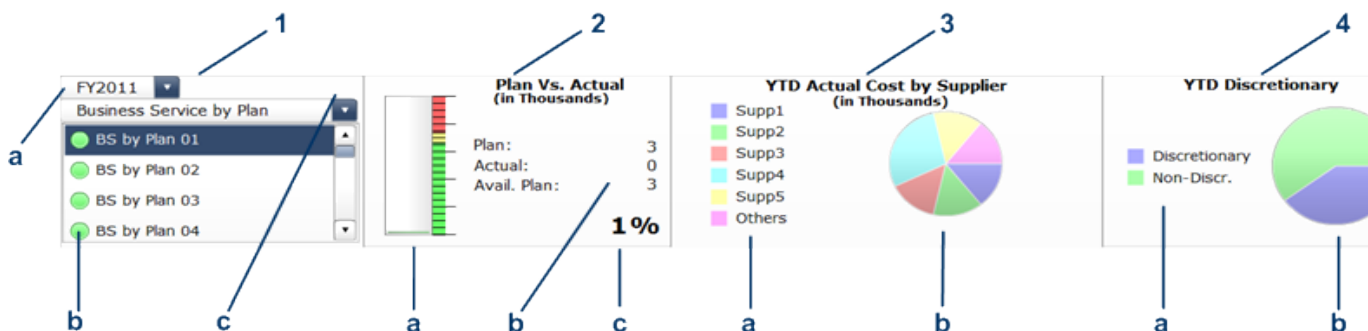 1
2
3
4
FY2011
Business Service by Plan
BS by Plan 01
BS by Plan 02
BS by Plan 03
BS by Plan 04
a
b
c
Plan Vs. Actual
(in Thousands)
Plan: 3
Actual: 0
Avail. Plan: 3
1%
a
b
c
YTD Actual Cost by Supplier
(in Thousands)
Supp1
Supp2
Supp3
Supp4
Supp5
Others
a
b
YTD Discretionary
Discretionary
Non-Discr.
a
b